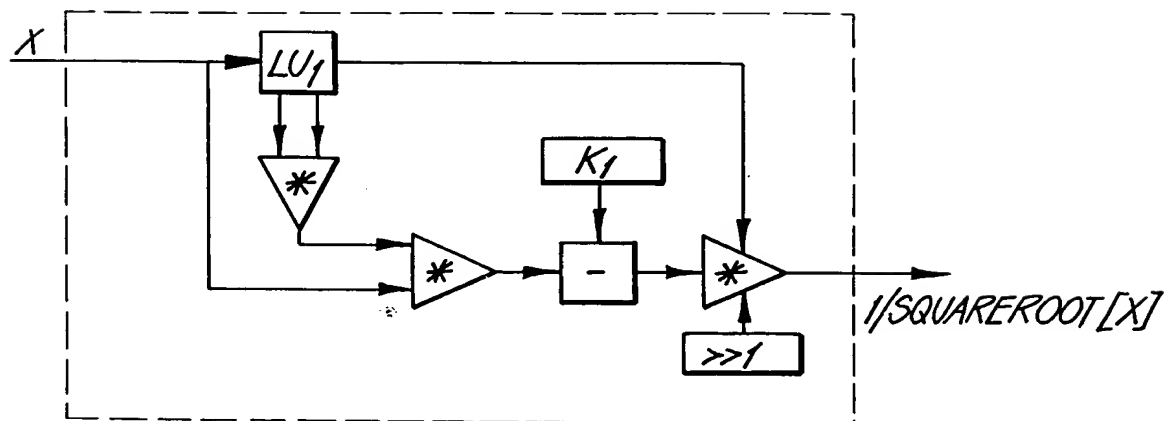 X
LU1
*
K1
*
-
*
>>1
1/SQUAREROOT[X]